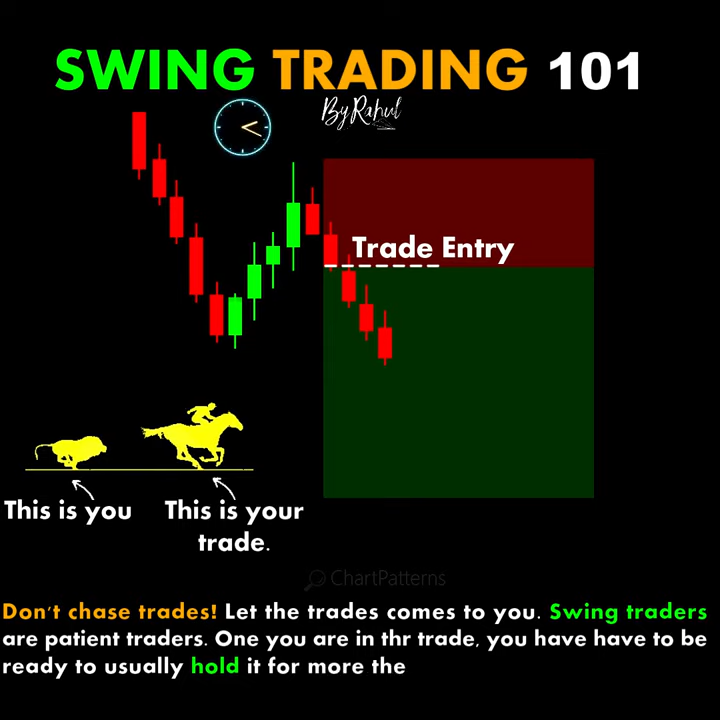 SWING TRADING 101
By Rahul
Trade Entry
This is you
This is your
trade.
ChartPatterns
Don't chase trades! Let the trades comes to you. Swing traders
are patient traders. One you are in thr trade, you have have to be
ready to usually hold it for more the